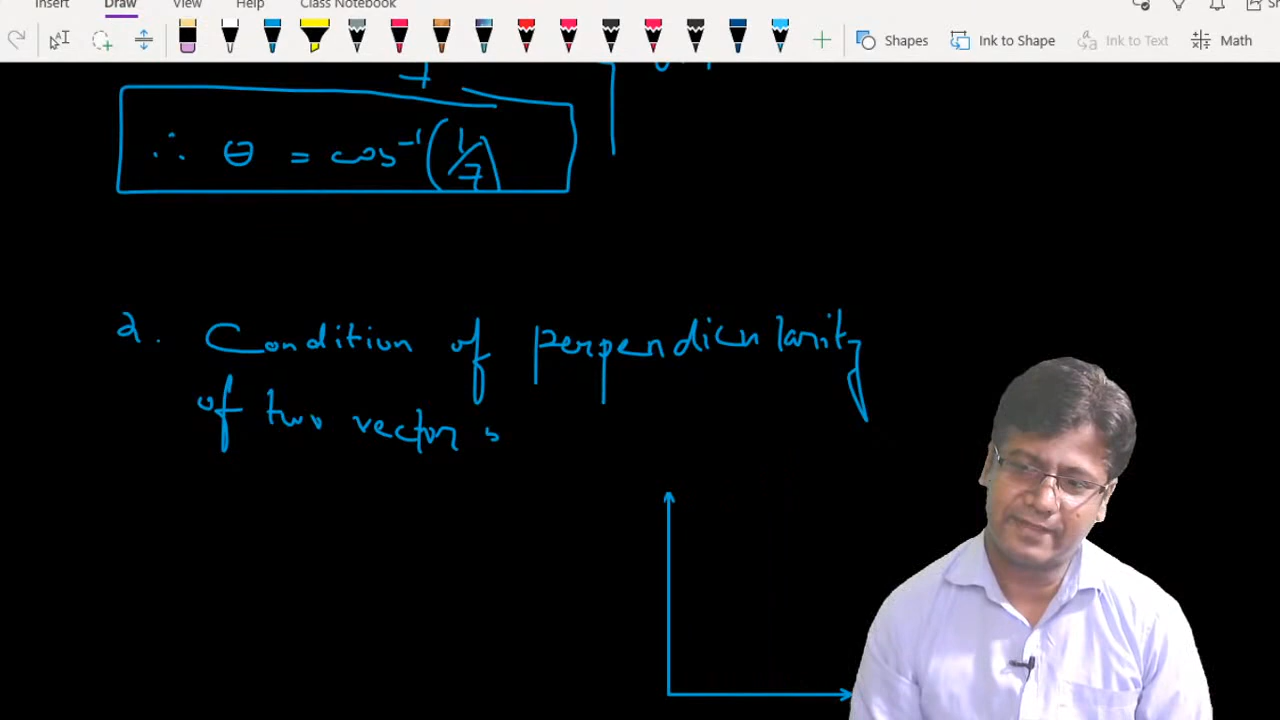 Insert Draw View Help Class Notebook
Shapes Ink to Shape Ink to Text Math
∴ θ = cos⁻¹(1/7)
2. Condition of perpendicularity
of two vectors